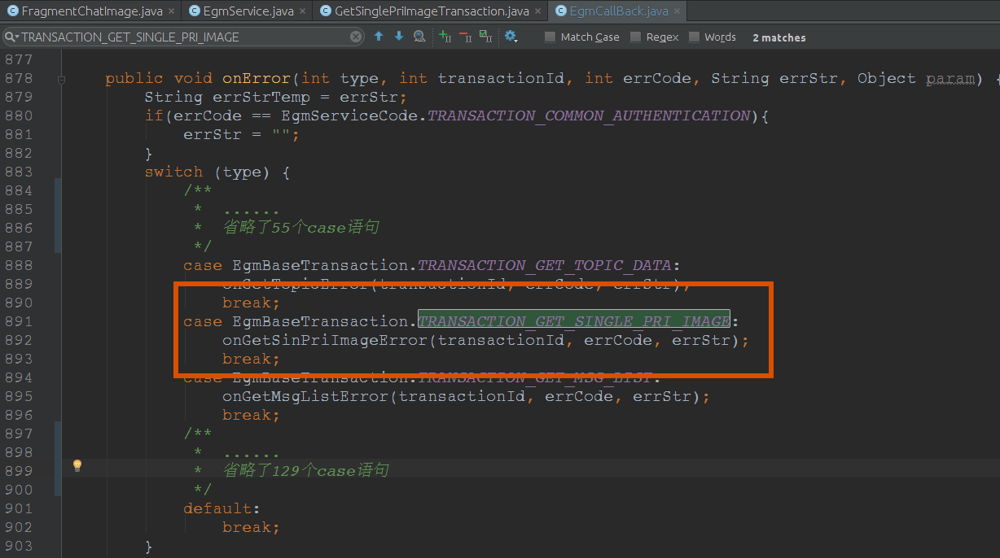 FragmentChatImage.java × EgmService.java × GetSinglePriImageTransaction.java × EgmCallBack.java ×
TRANSACTION_GET_SINGLE_PRI_IMAGE Match Case Regex Words 2 matches
877
878 public void onError(int type, int transactionId, int errCode, String errStr, Object param) {
879 String errStrTemp = errStr;
880 if(errCode == EgmServiceCode.TRANSACTION_COMMON_AUTHENTICATION){
881 errStr = "";
882 }
883 switch (type) {
884 /**
885 * ......
886 * 省略了55个case语句
887 */
888 case EgmBaseTransaction.TRANSACTION_GET_TOPIC_DATA:
889 onGetTopicError(transactionId, errCode, errStr);
890 break;
891 case EgmBaseTransaction.TRANSACTION_GET_SINGLE_PRI_IMAGE:
892 onGetSinPriImageError(transactionId, errCode, errStr);
893 break;
894 case EgmBaseTransaction.TRANSACTION_GET_MSG_LIST:
895 onGetMsgListError(transactionId, errCode, errStr);
896 break;
897 /**
898 * ......
899 * 省略了129个case语句
900 */
901 default:
902 break;
903 }